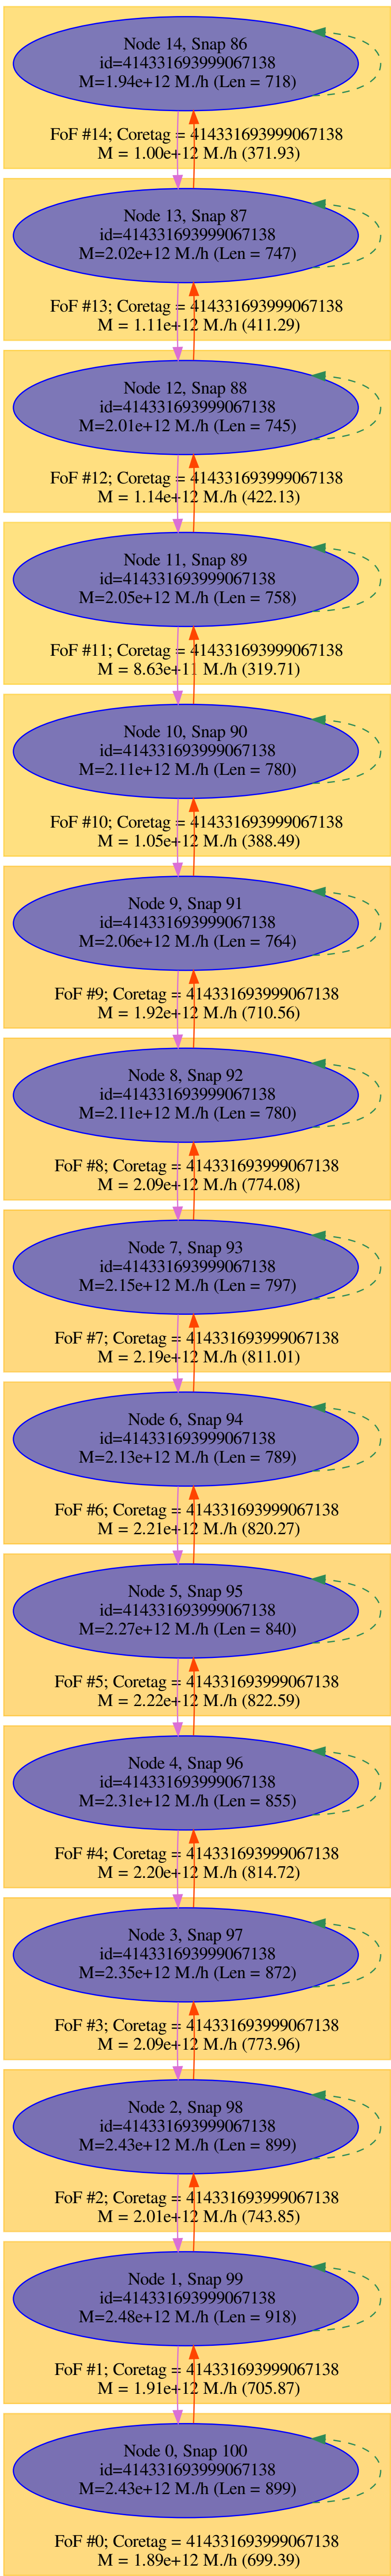 Node 14, Snap 86
id=414331693999067138
M=1.94e+12 M./h (Len = 718)
FoF #14; Coretag = 414331693999067138
M = 1.00e+12 M./h (371.93)
Node 13, Snap 87
id=414331693999067138
M=2.02e+12 M./h (Len = 747)
FoF #13; Coretag = 414331693999067138
M = 1.11e+12 M./h (411.29)
Node 12, Snap 88
id=414331693999067138
M=2.01e+12 M./h (Len = 745)
FoF #12; Coretag = 414331693999067138
M = 1.14e+12 M./h (422.13)
Node 11, Snap 89
id=414331693999067138
M=2.05e+12 M./h (Len = 758)
FoF #11; Coretag = 414331693999067138
M = 8.63e+11 M./h (319.71)
Node 10, Snap 90
id=414331693999067138
M=2.11e+12 M./h (Len = 780)
FoF #10; Coretag = 414331693999067138
M = 1.05e+12 M./h (388.49)
Node 9, Snap 91
id=414331693999067138
M=2.06e+12 M./h (Len = 764)
FoF #9; Coretag = 414331693999067138
M = 1.92e+12 M./h (710.56)
Node 8, Snap 92
id=414331693999067138
M=2.11e+12 M./h (Len = 780)
FoF #8; Coretag = 414331693999067138
M = 2.09e+12 M./h (774.08)
Node 7, Snap 93
id=414331693999067138
M=2.15e+12 M./h (Len = 797)
FoF #7; Coretag = 414331693999067138
M = 2.19e+12 M./h (811.01)
Node 6, Snap 94
id=414331693999067138
M=2.13e+12 M./h (Len = 789)
FoF #6; Coretag = 414331693999067138
M = 2.21e+12 M./h (820.27)
Node 5, Snap 95
id=414331693999067138
M=2.27e+12 M./h (Len = 840)
FoF #5; Coretag = 414331693999067138
M = 2.22e+12 M./h (822.59)
Node 4, Snap 96
id=414331693999067138
M=2.31e+12 M./h (Len = 855)
FoF #4; Coretag = 414331693999067138
M = 2.20e+12 M./h (814.72)
Node 3, Snap 97
id=414331693999067138
M=2.35e+12 M./h (Len = 872)
FoF #3; Coretag = 414331693999067138
M = 2.09e+12 M./h (773.96)
Node 2, Snap 98
id=414331693999067138
M=2.43e+12 M./h (Len = 899)
FoF #2; Coretag = 414331693999067138
M = 2.01e+12 M./h (743.85)
Node 1, Snap 99
id=414331693999067138
M=2.48e+12 M./h (Len = 918)
FoF #1; Coretag = 414331693999067138
M = 1.91e+12 M./h (705.87)
Node 0, Snap 100
id=414331693999067138
M=2.43e+12 M./h (Len = 899)
FoF #0; Coretag = 414331693999067138
M = 1.89e+12 M./h (699.39)